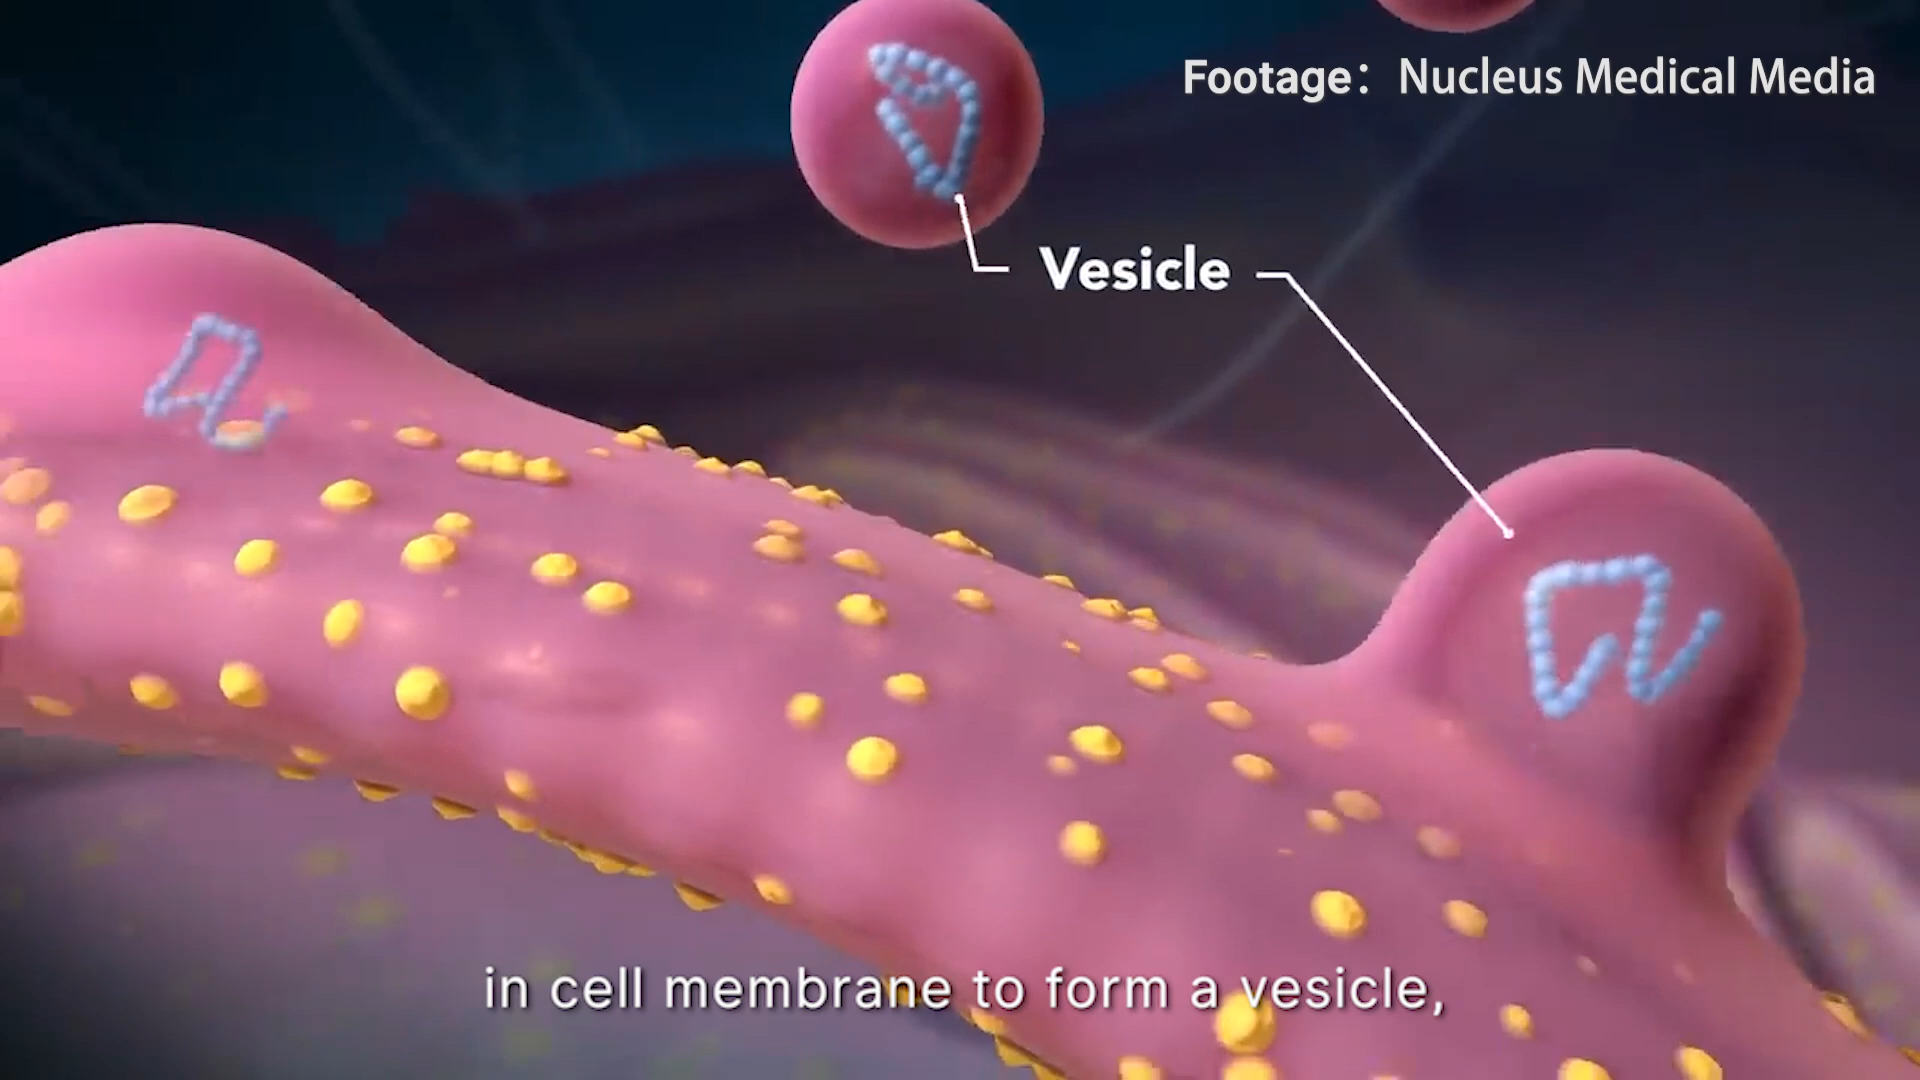 Footage：Nucleus Medical Media
Vesicle
in cell membrane to form a vesicle,